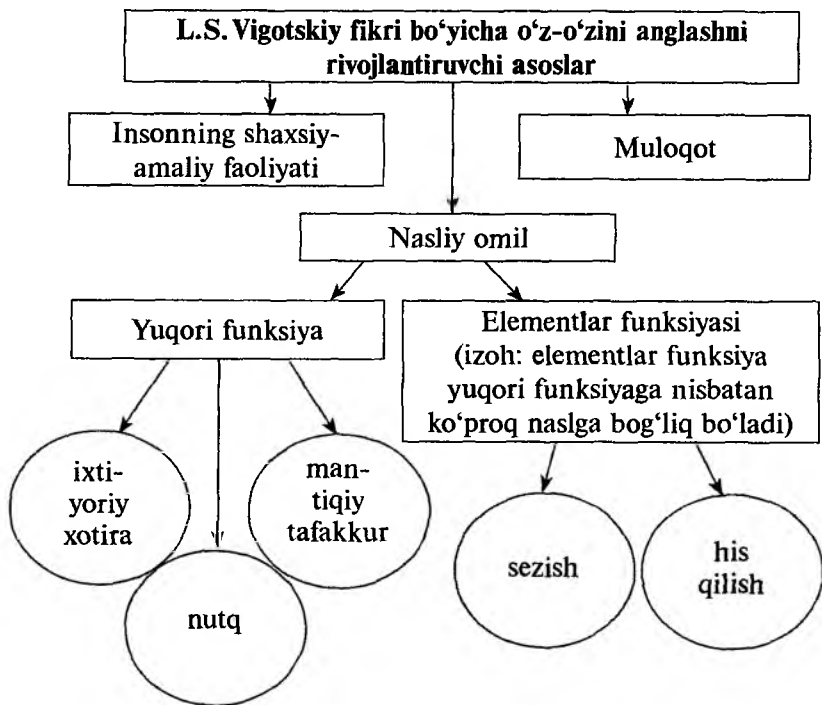 L.S. Vigotskiy fikri bo‘yicha o‘z-o‘zini anglashni
rivojlantiruvchi asoslar
Insonning shaxsiy-
amaliy faoliyati
Muloqot
Nasliy omil
Yuqori funksiya
Elementlar funksiyasi
(izoh: elementlar funksiya
yuqori funksiyaga nisbatan
ko‘proq naslga bog‘liq bo‘ladi)
ixti-
yoriy
xotira
man-
tiqiy
tafakkur
nutq
sezish
his
qilish